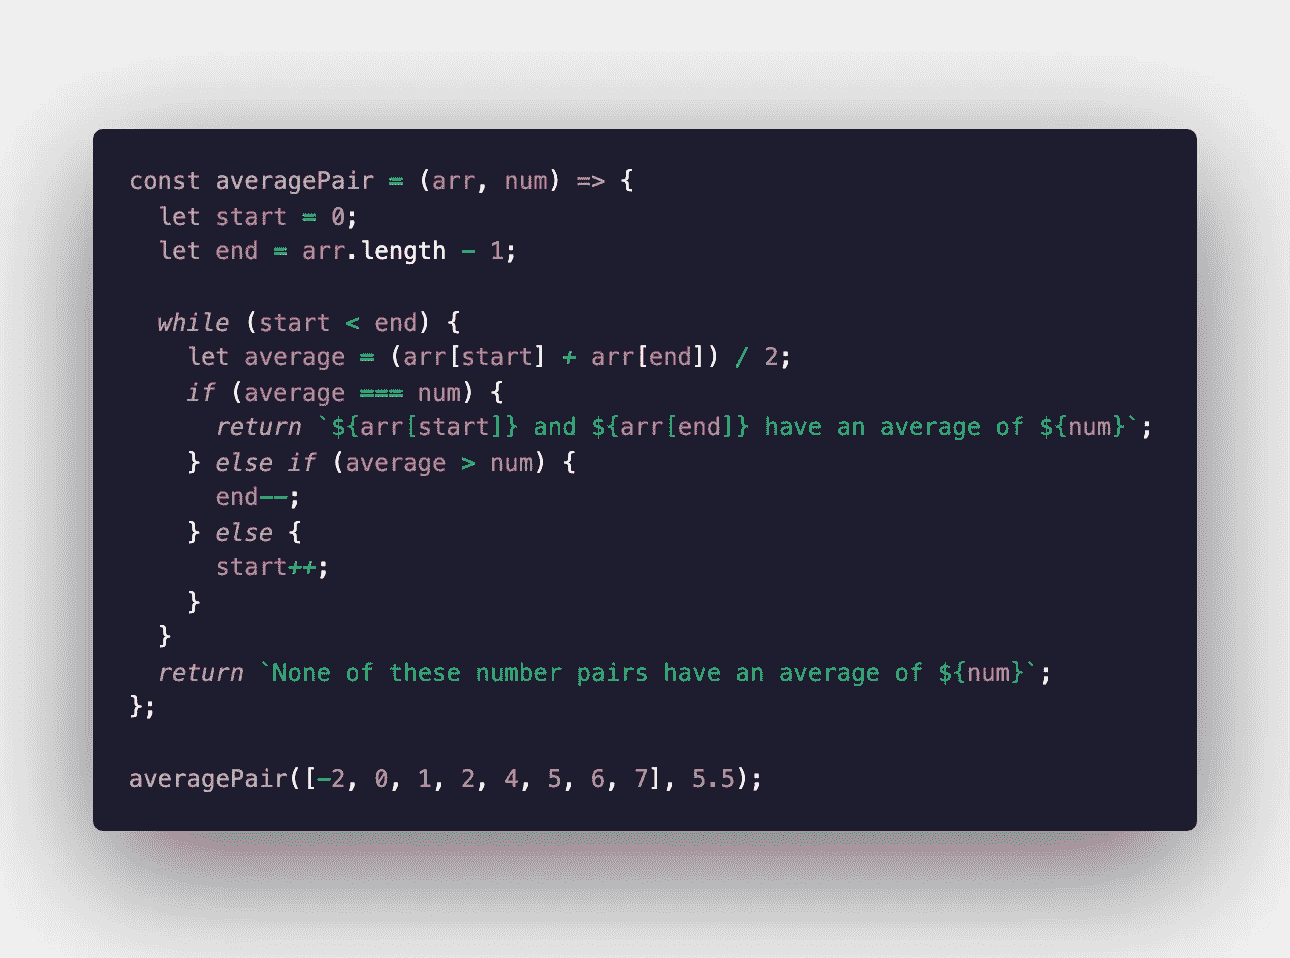 const averagePair = (arr, num) => {
  let start = 0;
  let end = arr.length - 1;

  while (start < end) {
    let average = (arr[start] + arr[end]) / 2;
    if (average === num) {
      return `${arr[start]} and ${arr[end]} have an average of ${num}`;
    } else if (average > num) {
      end--;
    } else {
      start++;
    }
  }
  return `None of these number pairs have an average of ${num}`;
};

averagePair([-2, 0, 1, 2, 4, 5, 6, 7], 5.5);